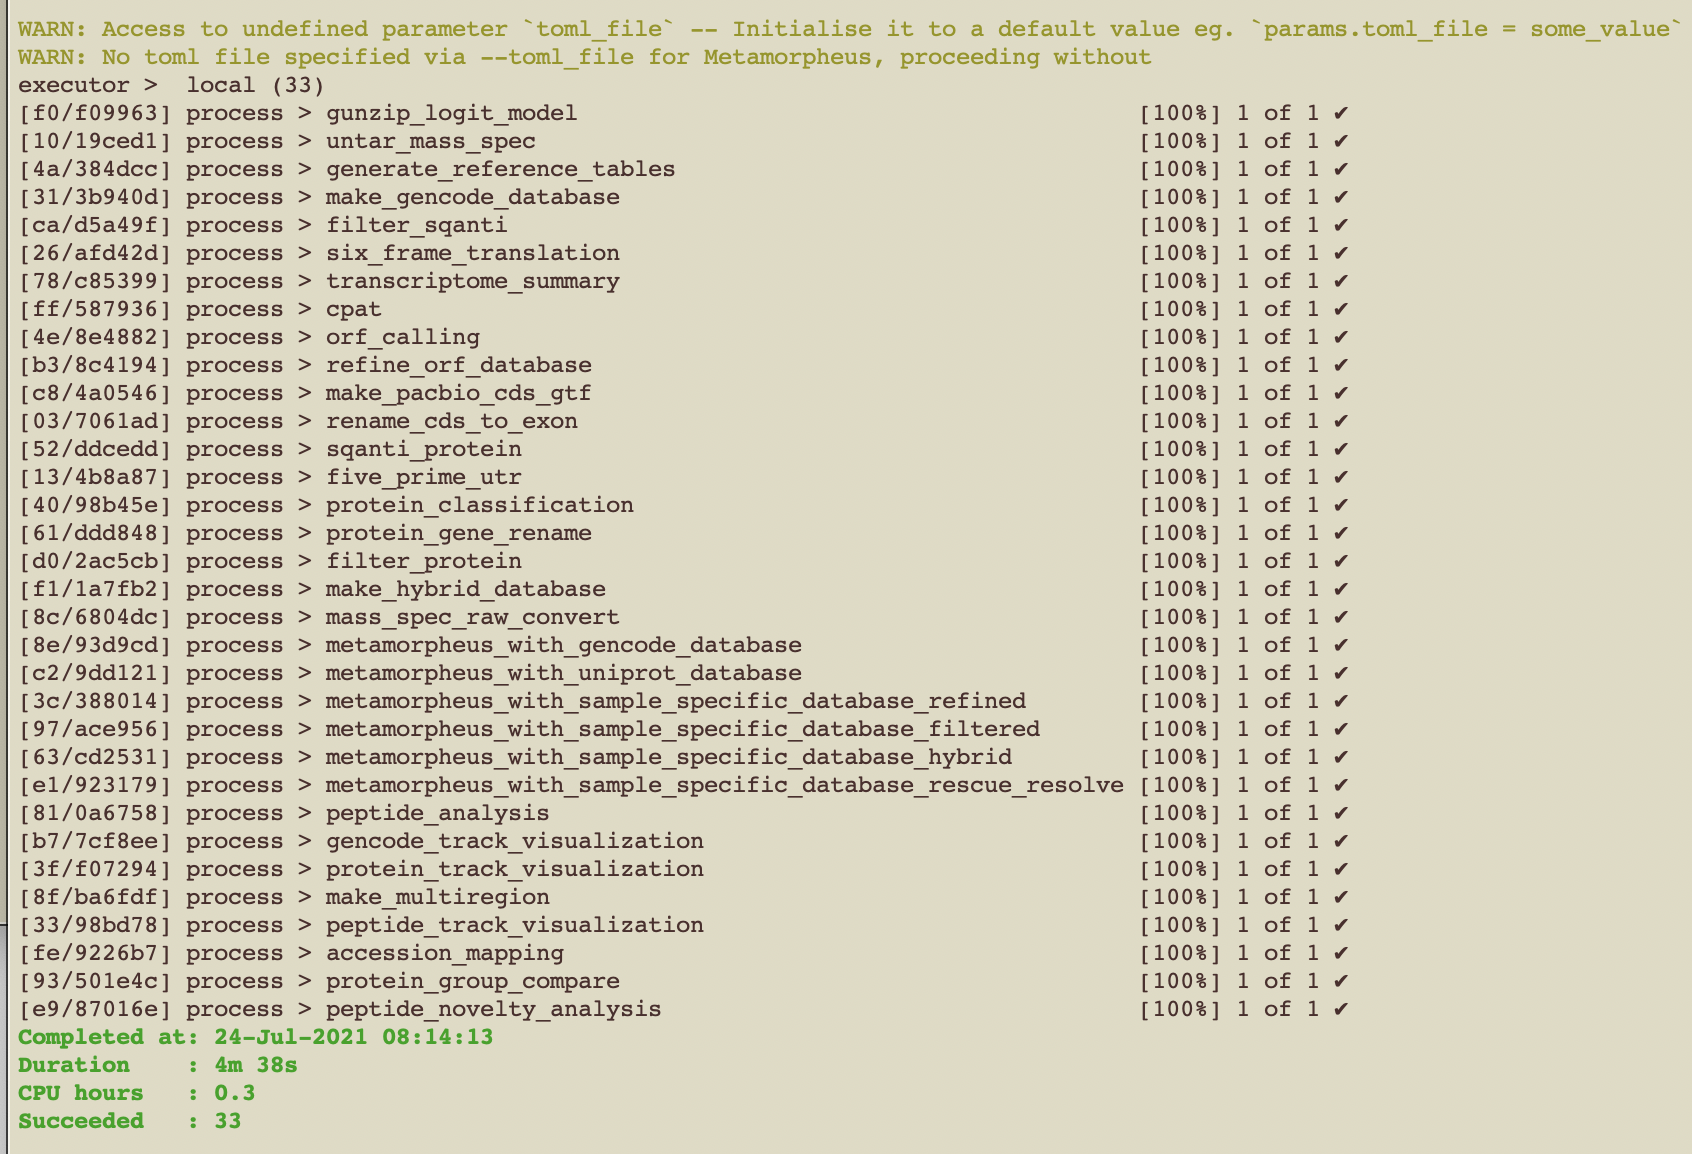 WARN: Access to undefined parameter `toml_file` -- Initialise it to a default value eg. `params.toml_file = some_value`
WARN: No toml file specified via --toml_file for Metamorpheus, proceeding without
executor >  local (33)
[f0/f09963] process > gunzip_logit_model                                        [100%] 1 of 1 ✔
[10/19ced1] process > untar_mass_spec                                           [100%] 1 of 1 ✔
[4a/384dcc] process > generate_reference_tables                                 [100%] 1 of 1 ✔
[31/3b940d] process > make_gencode_database                                     [100%] 1 of 1 ✔
[ca/d5a49f] process > filter_sqanti                                             [100%] 1 of 1 ✔
[26/afd42d] process > six_frame_translation                                     [100%] 1 of 1 ✔
[78/c85399] process > transcriptome_summary                                     [100%] 1 of 1 ✔
[ff/587936] process > cpat                                                      [100%] 1 of 1 ✔
[4e/8e4882] process > orf_calling                                               [100%] 1 of 1 ✔
[b3/8c4194] process > refine_orf_database                                       [100%] 1 of 1 ✔
[c8/4a0546] process > make_pacbio_cds_gtf                                       [100%] 1 of 1 ✔
[03/7061ad] process > rename_cds_to_exon                                        [100%] 1 of 1 ✔
[52/ddcedd] process > sqanti_protein                                            [100%] 1 of 1 ✔
[13/4b8a87] process > five_prime_utr                                            [100%] 1 of 1 ✔
[40/98b45e] process > protein_classification                                    [100%] 1 of 1 ✔
[61/ddd848] process > protein_gene_rename                                       [100%] 1 of 1 ✔
[d0/2ac5cb] process > filter_protein                                            [100%] 1 of 1 ✔
[f1/1a7fb2] process > make_hybrid_database                                      [100%] 1 of 1 ✔
[8c/6804dc] process > mass_spec_raw_convert                                     [100%] 1 of 1 ✔
[8e/93d9cd] process > metamorpheus_with_gencode_database                        [100%] 1 of 1 ✔
[c2/9dd121] process > metamorpheus_with_uniprot_database                        [100%] 1 of 1 ✔
[3c/388014] process > metamorpheus_with_sample_specific_database_refined        [100%] 1 of 1 ✔
[97/ace956] process > metamorpheus_with_sample_specific_database_filtered       [100%] 1 of 1 ✔
[63/cd2531] process > metamorpheus_with_sample_specific_database_hybrid         [100%] 1 of 1 ✔
[e1/923179] process > metamorpheus_with_sample_specific_database_rescue_resolve [100%] 1 of 1 ✔
[81/0a6758] process > peptide_analysis                                          [100%] 1 of 1 ✔
[b7/7cf8ee] process > gencode_track_visualization                               [100%] 1 of 1 ✔
[3f/f07294] process > protein_track_visualization                               [100%] 1 of 1 ✔
[8f/ba6fdf] process > make_multiregion                                          [100%] 1 of 1 ✔
[33/98bd78] process > peptide_track_visualization                               [100%] 1 of 1 ✔
[fe/9226b7] process > accession_mapping                                         [100%] 1 of 1 ✔
[93/501e4c] process > protein_group_compare                                     [100%] 1 of 1 ✔
[e9/87016e] process > peptide_novelty_analysis                                  [100%] 1 of 1 ✔
Completed at: 24-Jul-2021 08:14:13
Duration    : 4m 38s
CPU hours   : 0.3
Succeeded   : 33